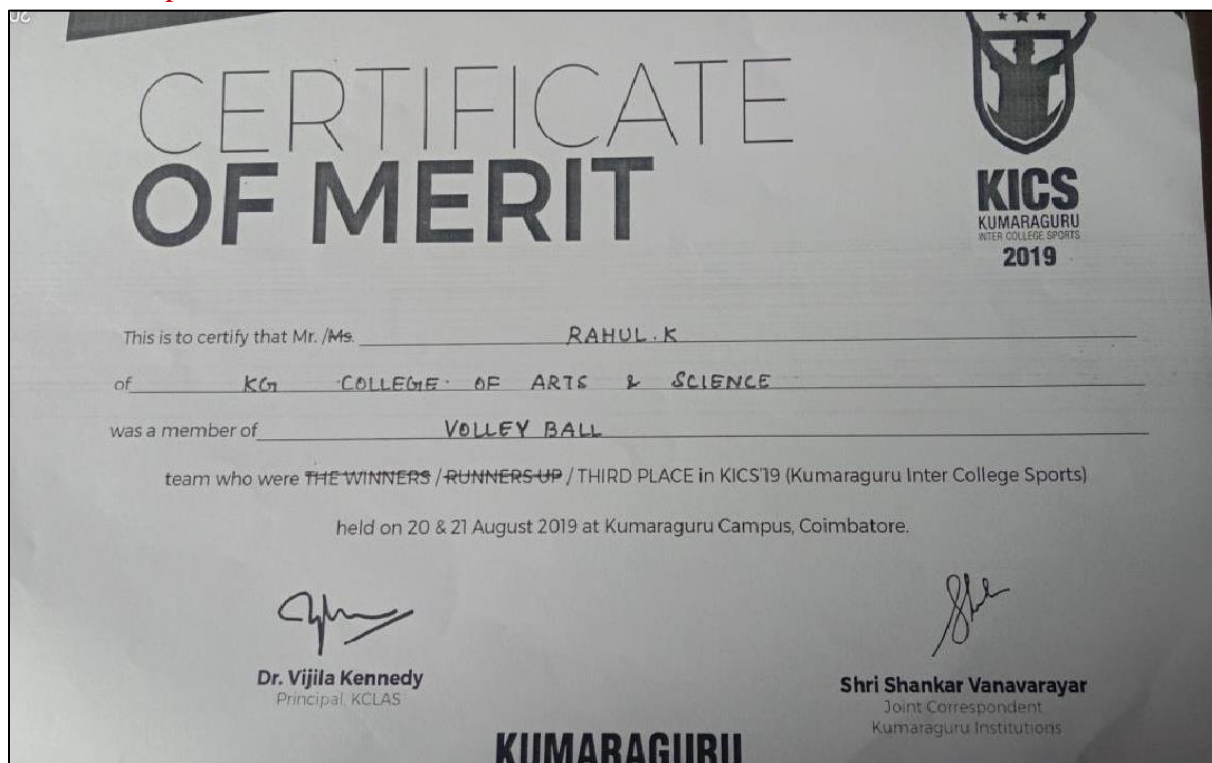 CERTIFICATE
OF MERIT
KICS
KUMARAGURU
INTER COLLEGE SPORTS
2019
This is to certify that Mr. /Ms. RAHUL.K
of KG COLLEGE OF ARTS & SCIENCE
was a member of VOLLEY BALL
team who were THE WINNERS / RUNNERS UP / THIRD PLACE in KICS'19 (Kumaraguru Inter College Sports)
held on 20 & 21 August 2019 at Kumaraguru Campus, Coimbatore.
Dr. Vijila Kennedy
Principal, KCLAS
Shri Shankar Vanavarayar
Joint Correspondent
Kumaraguru Institutions
KUMARAGURU